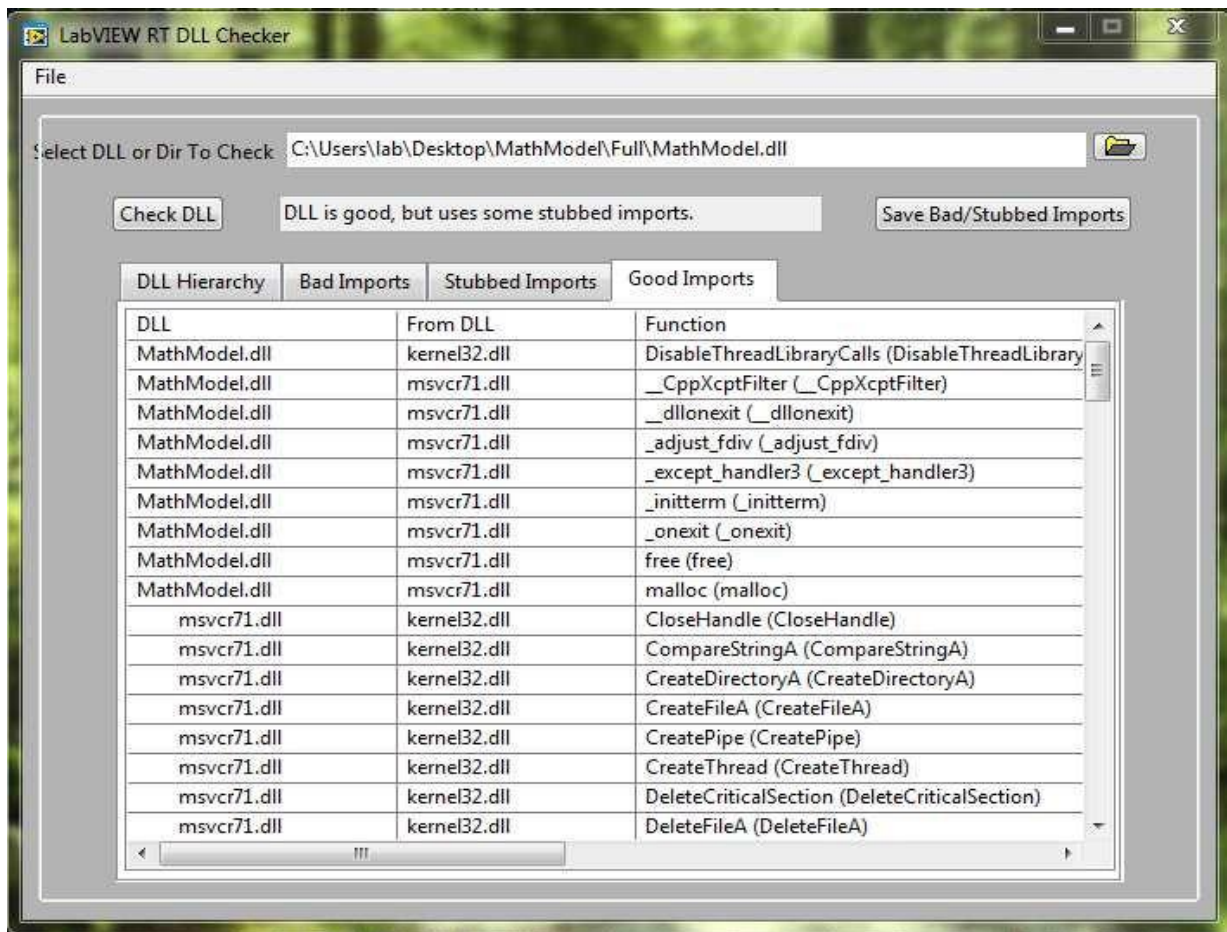 LabVIEW RT DLL Checker
File
Select DLL or Dir To Check C:\Users\lab\Desktop\MathModel\Full\MathModel.dll
Check DLL DLL is good, but uses some stubbed imports. Save Bad/Stubbed Imports
DLL Hierarchy Bad Imports Stubbed Imports Good Imports
DLL From DLL Function
MathModel.dll kernel32.dll DisableThreadLibraryCalls (DisableThreadLibrary
MathModel.dll msvcr71.dll __CppXcptFilter (__CppXcptFilter)
MathModel.dll msvcr71.dll __dllonexit (__dllonexit)
MathModel.dll msvcr71.dll _adjust_fdiv (_adjust_fdiv)
MathModel.dll msvcr71.dll _except_handler3 (_except_handler3)
MathModel.dll msvcr71.dll _initterm (_initterm)
MathModel.dll msvcr71.dll _onexit (_onexit)
MathModel.dll msvcr71.dll free (free)
MathModel.dll msvcr71.dll malloc (malloc)
msvcr71.dll kernel32.dll CloseHandle (CloseHandle)
msvcr71.dll kernel32.dll CompareStringA (CompareStringA)
msvcr71.dll kernel32.dll CreateDirectoryA (CreateDirectoryA)
msvcr71.dll kernel32.dll CreateFileA (CreateFileA)
msvcr71.dll kernel32.dll CreatePipe (CreatePipe)
msvcr71.dll kernel32.dll CreateThread (CreateThread)
msvcr71.dll kernel32.dll DeleteCriticalSection (DeleteCriticalSection)
msvcr71.dll kernel32.dll DeleteFileA (DeleteFileA)